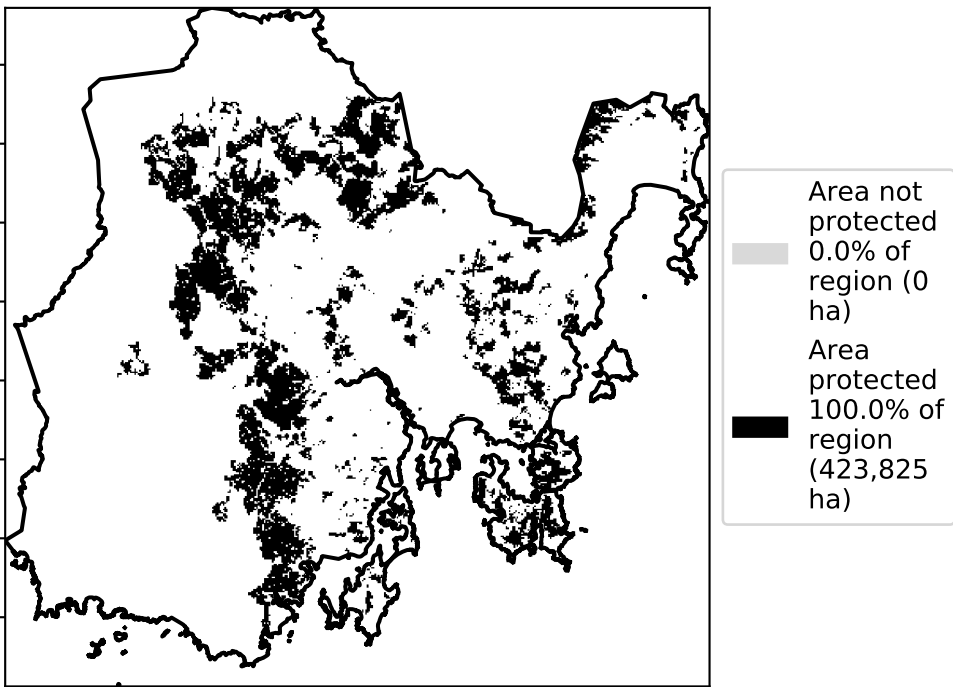 Area not
protected
0.0% of
region (0
ha)
Area
protected
100.0% of
region
(423,825
ha)